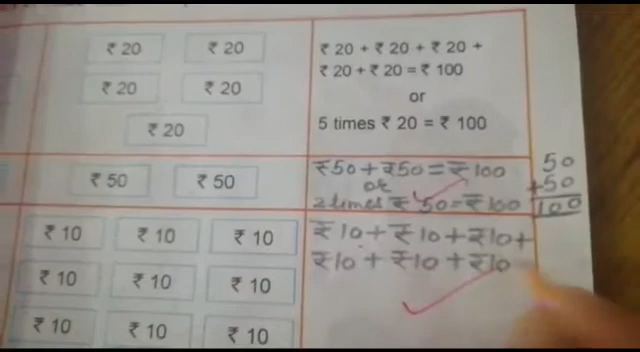 ₹ 20 ₹ 20
₹ 20 ₹ 20
₹ 20
₹ 20 + ₹ 20 + ₹ 20 +
₹ 20 + ₹ 20 = ₹ 100
or
5 times ₹ 20 = ₹ 100
₹ 50 ₹ 50
₹50 + ₹50 = ₹100
or
2 times ₹ 50 = ₹100
50
+50
100
₹ 10 ₹ 10 ₹ 10
₹ 10 ₹ 10 ₹ 10
₹ 10 ₹ 10 ₹ 10
₹10 + ₹10 + ₹10 +
₹10 + ₹10 + ₹10